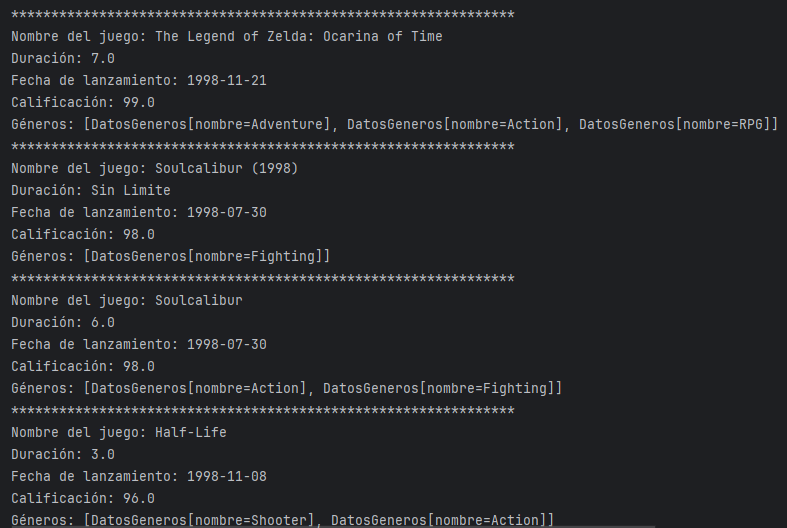 ***************************************************************
Nombre del juego: The Legend of Zelda: Ocarina of Time
Duración: 7.0
Fecha de lanzamiento: 1998-11-21
Calificación: 99.0
Géneros: [DatosGeneros[nombre=Adventure], DatosGeneros[nombre=Action], DatosGeneros[nombre=RPG]]
***************************************************************
Nombre del juego: Soulcalibur (1998)
Duración: Sin Limite
Fecha de lanzamiento: 1998-07-30
Calificación: 98.0
Géneros: [DatosGeneros[nombre=Fighting]]
***************************************************************
Nombre del juego: Soulcalibur
Duración: 6.0
Fecha de lanzamiento: 1998-07-30
Calificación: 98.0
Géneros: [DatosGeneros[nombre=Action], DatosGeneros[nombre=Fighting]]
***************************************************************
Nombre del juego: Half-Life
Duración: 3.0
Fecha de lanzamiento: 1998-11-08
Calificación: 96.0
Géneros: [DatosGeneros[nombre=Shooter], DatosGeneros[nombre=Action]]